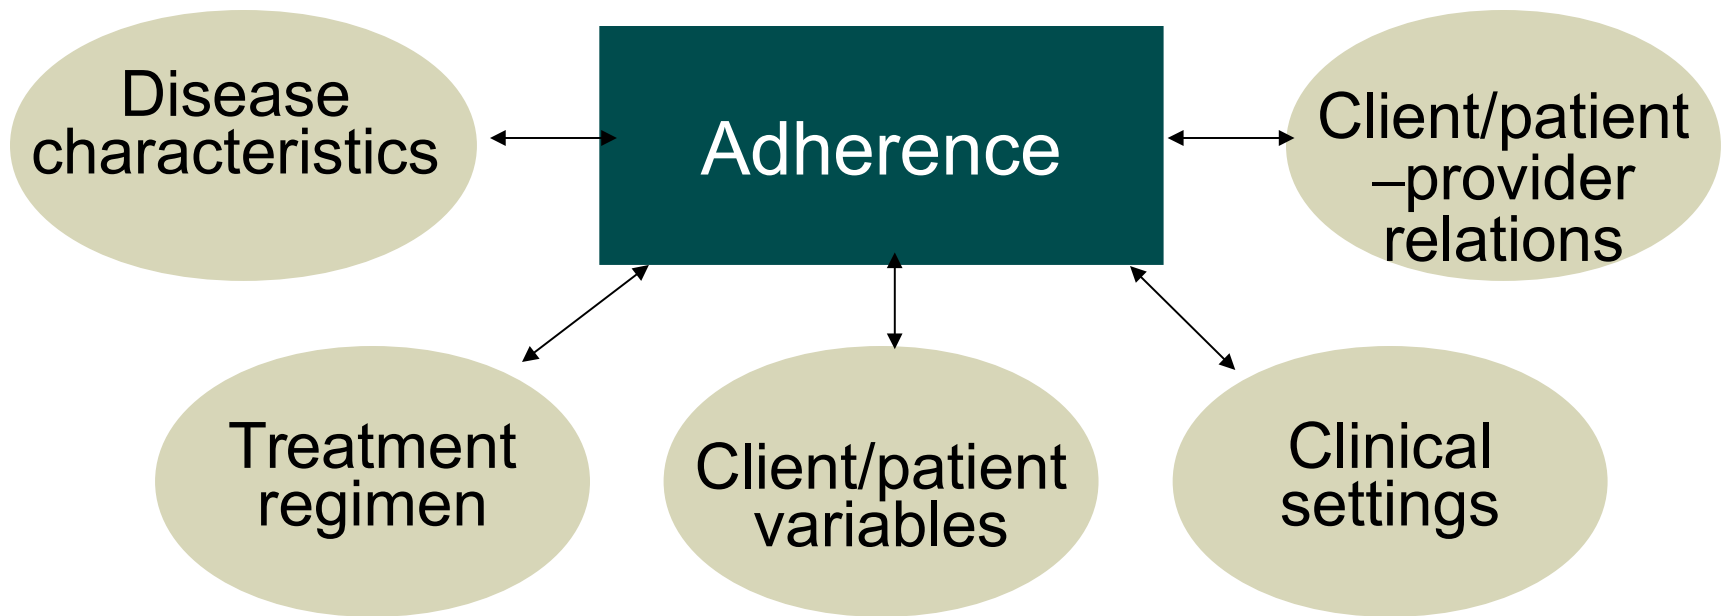 Disease
characteristics
Adherence
Client/patient
–provider
relations
Treatment
regimen
Client/patient
variables
Clinical
settings